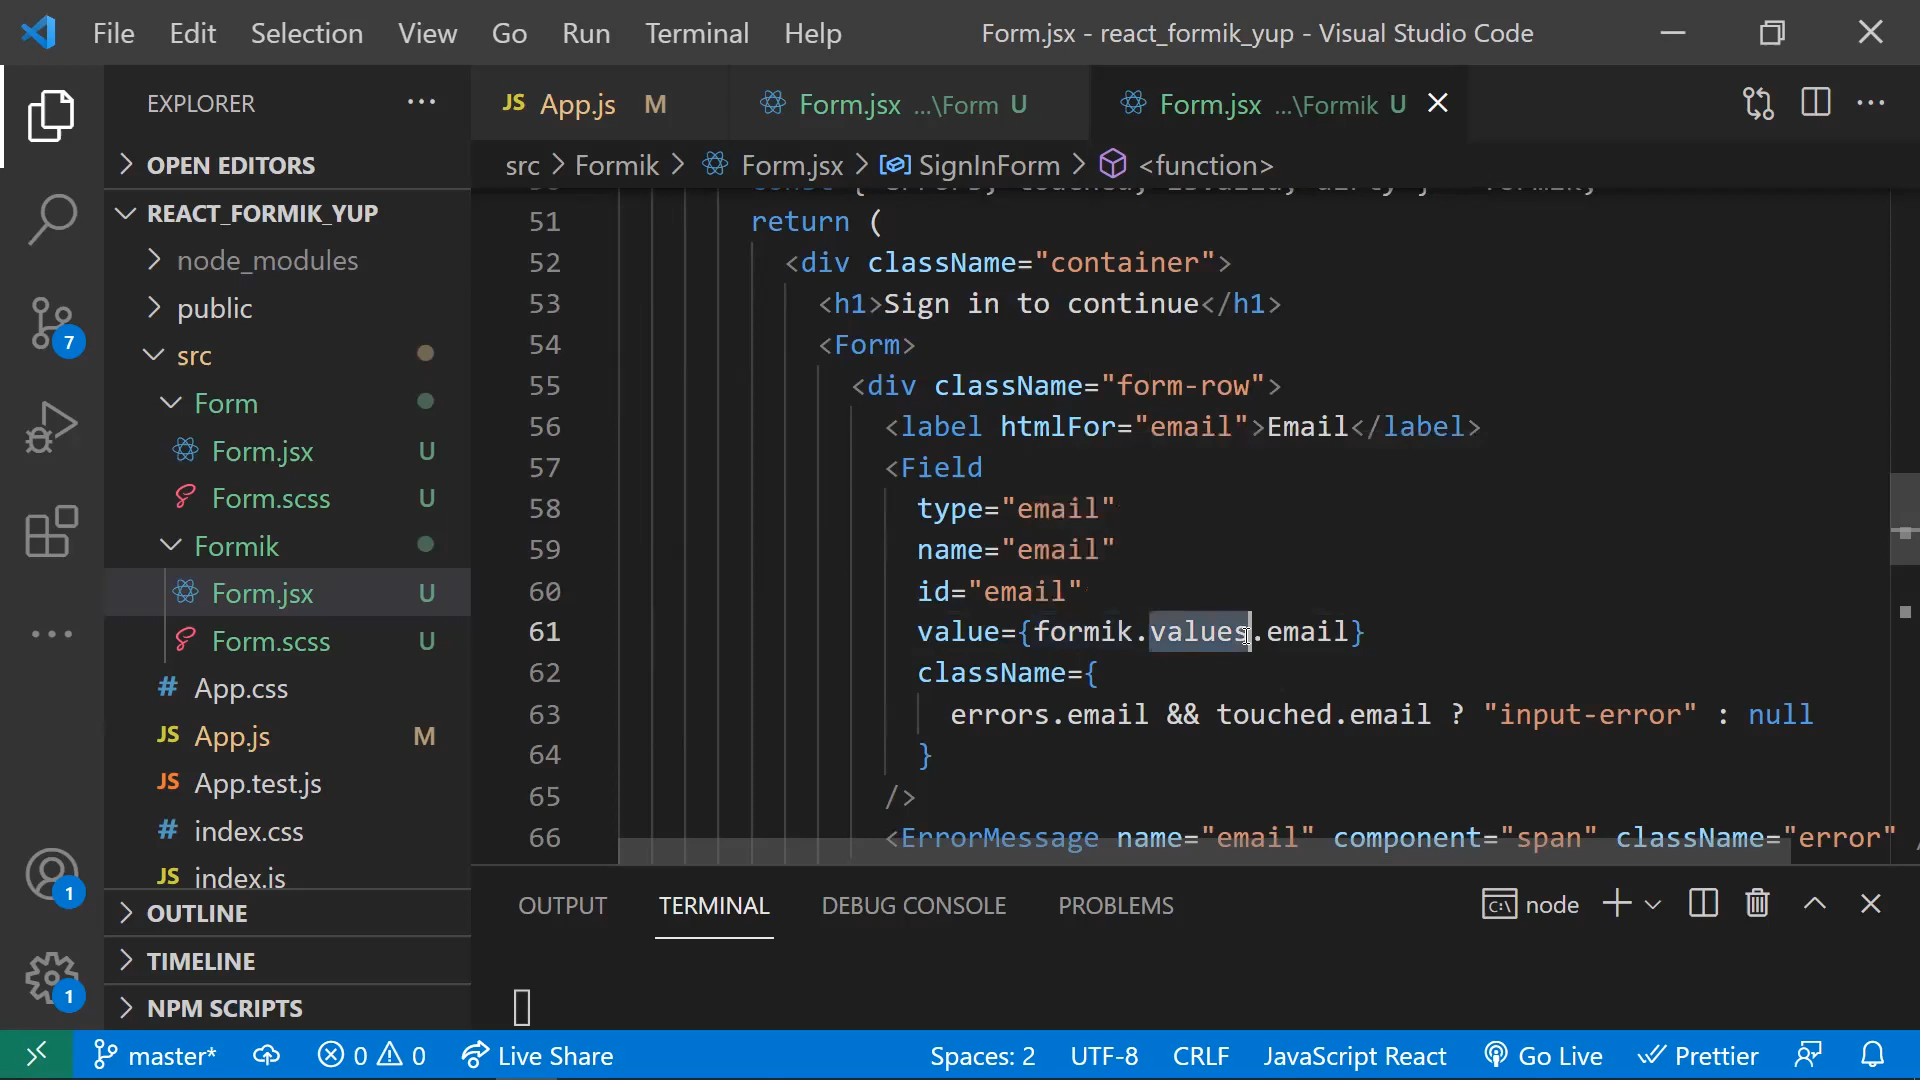 File Edit Selection View Go Run Terminal Help
Form.jsx - react_formik_yup - Visual Studio Code
EXPLORER
OPEN EDITORS
REACT_FORMIK_YUP
node_modules
public
src
Form
Form.jsx U
Form.scss U
Formik
Form.jsx U
Form.scss U
# App.css
JS App.js M
JS App.test.js
# index.css
JS index.js
OUTLINE
TIMELINE
NPM SCRIPTS
7
1
1
JS App.js M
Form.jsx ...\Form U
Form.jsx ...\Formik U
src > Formik > Form.jsx > SignInForm > <function>
51 return (
52 <div className="container">
53 <h1>Sign in to continue</h1>
54 <Form>
55 <div className="form-row">
56 <label htmlFor="email">Email</label>
57 <Field
58 type="email"
59 name="email"
60 id="email"
61 value={formik.values.email}
62 className={
63 errors.email && touched.email ? "input-error" : null
64 }
65 />
66 <ErrorMessage name="email" component="span" className="error"
OUTPUT TERMINAL DEBUG CONSOLE PROBLEMS
node
master* 0 0 Live Share
Spaces: 2 UTF-8 CRLF JavaScript React Go Live Prettier